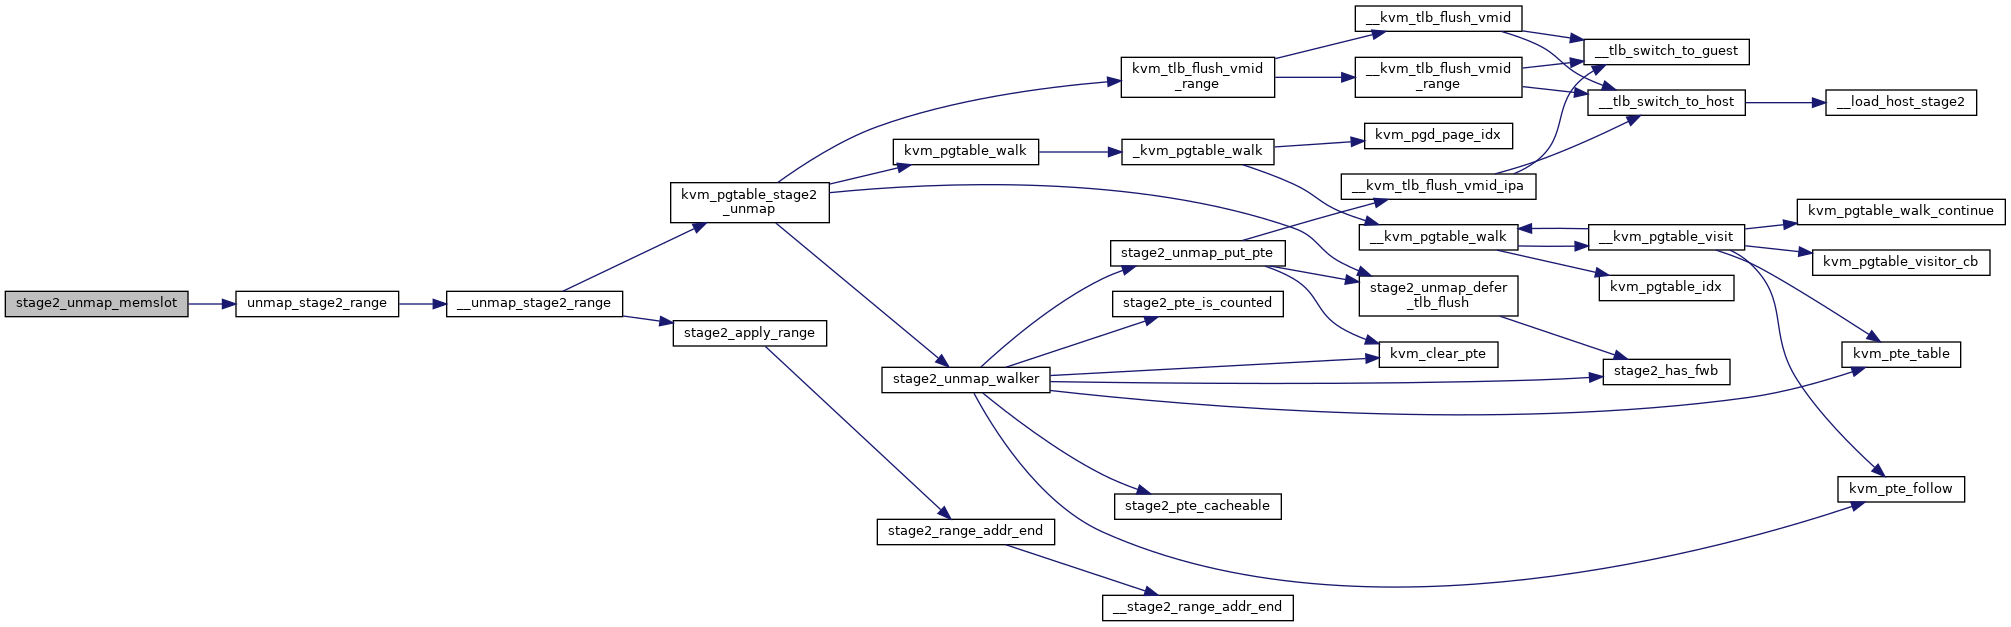 stage2_unmap_memslot
unmap_stage2_range
__unmap_stage2_range
kvm_pgtable_stage2
_unmap
stage2_apply_range
kvm_tlb_flush_vmid
_range
kvm_pgtable_walk
stage2_unmap_walker
stage2_range_addr_end
_kvm_pgtable_walk
stage2_unmap_put_pte
stage2_pte_is_counted
stage2_pte_cacheable
__stage2_range_addr_end
__kvm_tlb_flush_vmid
__kvm_tlb_flush_vmid
_range
kvm_pgd_page_idx
__kvm_tlb_flush_vmid_ipa
__kvm_pgtable_walk
stage2_unmap_defer
_tlb_flush
kvm_clear_pte
__tlb_switch_to_guest
__tlb_switch_to_host
__kvm_pgtable_visit
kvm_pgtable_idx
stage2_has_fwb
__load_host_stage2
kvm_pgtable_walk_continue
kvm_pgtable_visitor_cb
kvm_pte_table
kvm_pte_follow